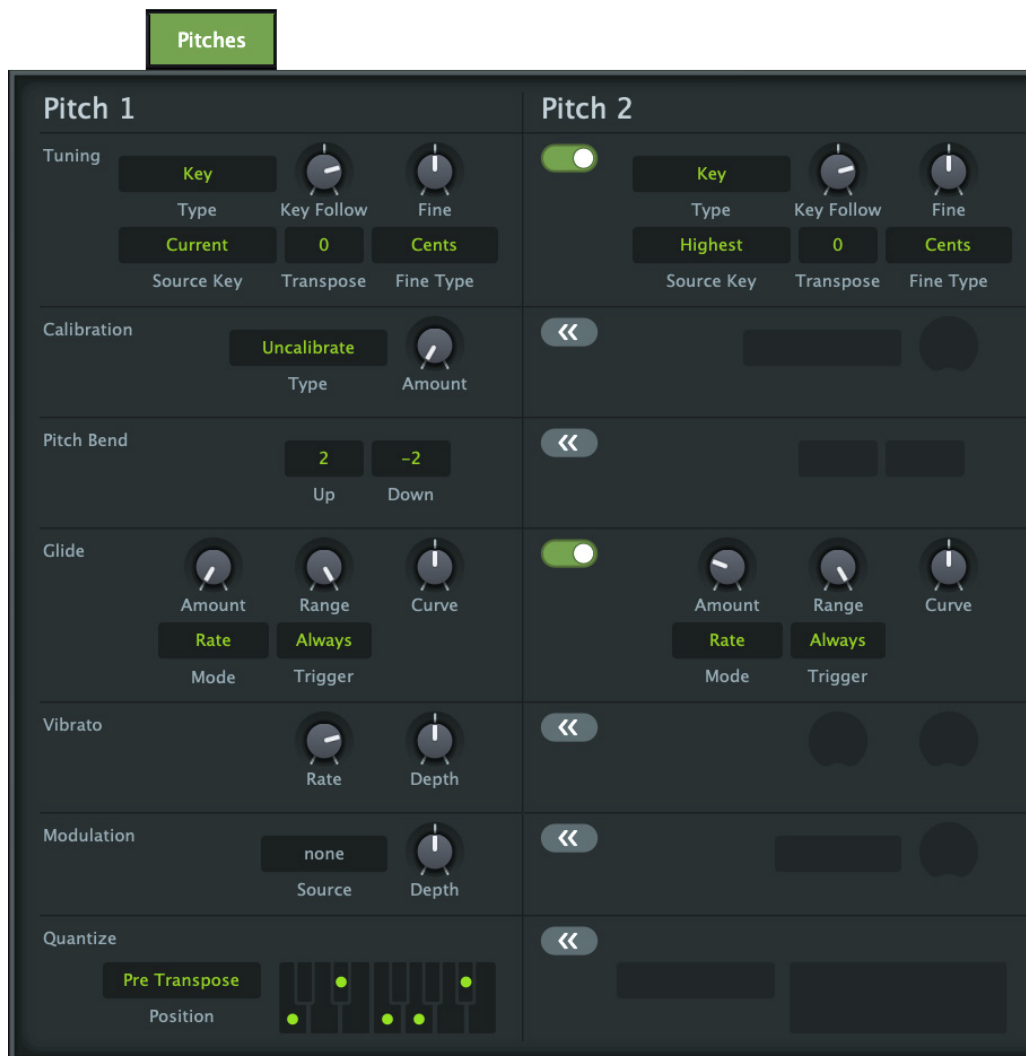 Pitches
Pitch 1
Pitch 2
Tuning
Key
Type
Key Follow
Fine
Current
0
Cents
Source Key
Transpose
Fine Type
Key
Type
Key Follow
Fine
Highest
0
Cents
Source Key
Transpose
Fine Type
Calibration
Uncalibrate
Type
Amount
Pitch Bend
2
-2
Up
Down
Glide
Amount
Range
Curve
Rate
Always
Mode
Trigger
Amount
Range
Curve
Rate
Always
Mode
Trigger
Vibrato
Rate
Depth
Modulation
none
Source
Depth
Quantize
Pre Transpose
Position